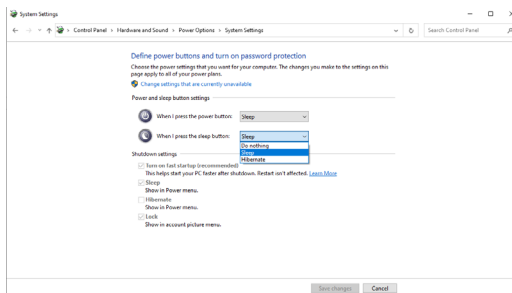 System Settings
Control Panel > Hardware and Sound > Power Options > System Settings
Search Control Panel
Define power buttons and turn on password protection
Choose the power settings that you want for your computer. The changes you make to the settings on this
page apply to all of your power plans.
Change settings that are currently unavailable
Power and sleep button settings
When I press the power button: Sleep
When I press the sleep button: Sleep
Do nothing
Sleep
Hibernate
Shutdown settings
Turn on fast startup (recommended)
This helps start your PC faster after shutdown. Restart isn't affected. Learn More
Sleep
Show in Power menu.
Hibernate
Show in Power menu.
Lock
Show in account picture menu.
Save changes Cancel